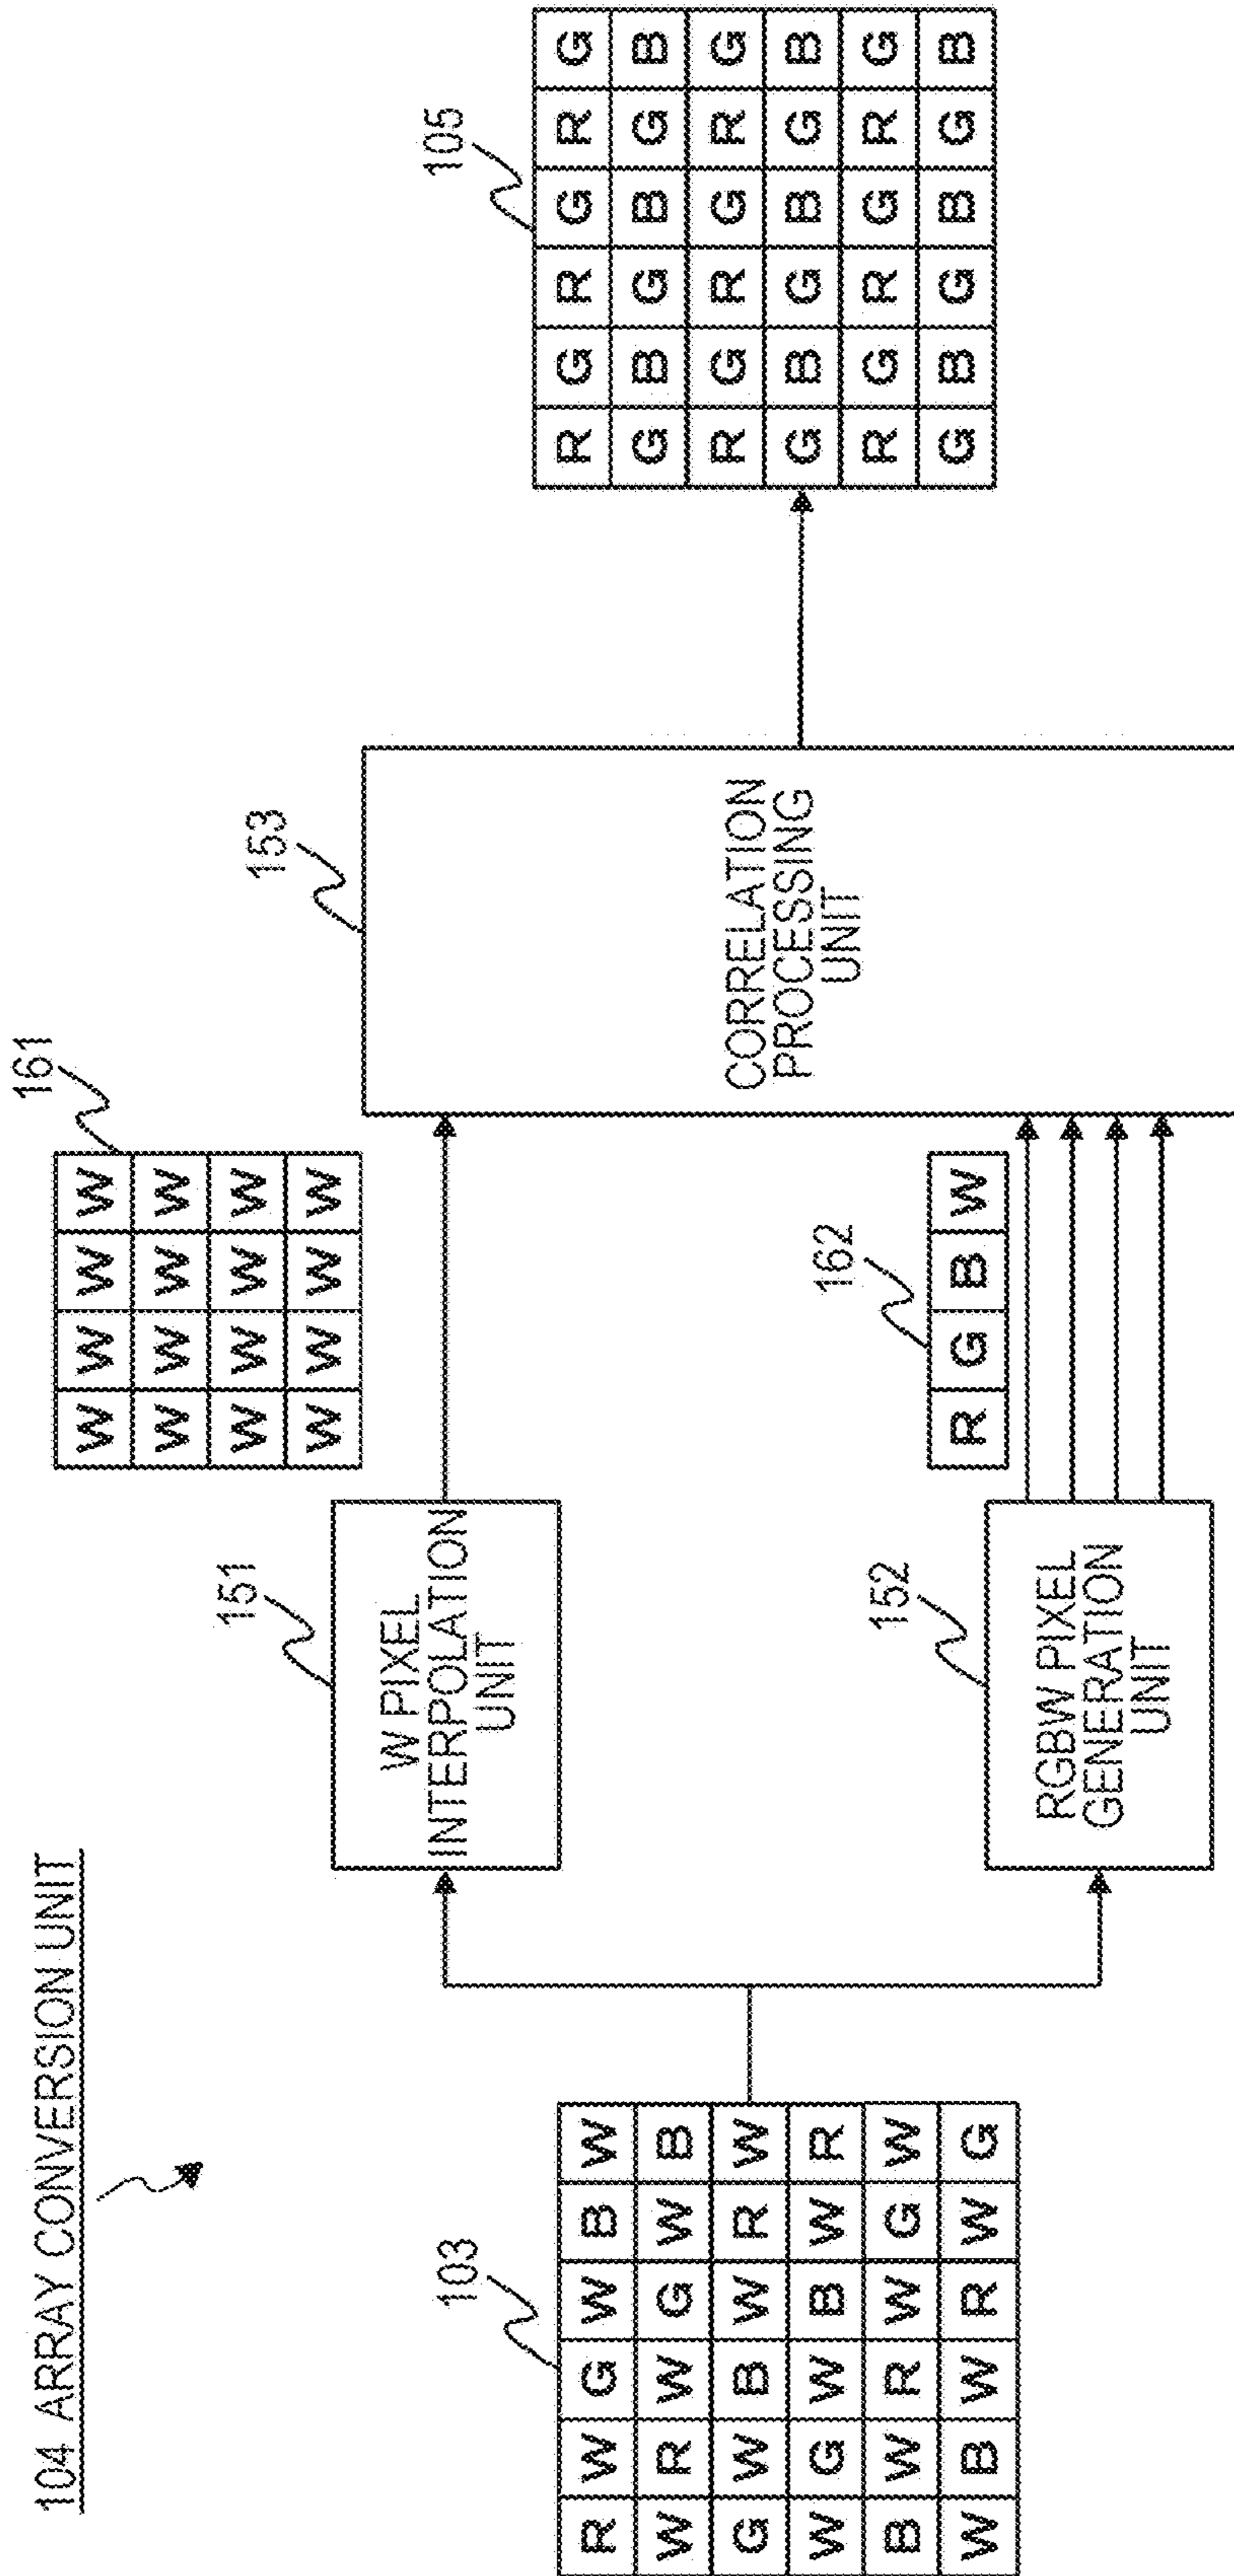 104 ARRAY CONVERSION UNIT
103
R W G W B W
W R W G W B
G W B W R W
W G W B W R
B W R W G W
W B W R W G
151
W PIXEL
INTERPOLATION
UNIT
161
W W W W
W W W W
W W W W
W W W W
152
RGBW PIXEL
GENERATION
UNIT
162
R G B W
153
CORRELATION
PROCESSING
UNIT
105
R G R G R G
G B G B G B
R G R G R G
G B G B G B
R G R G R G
G B G B G B